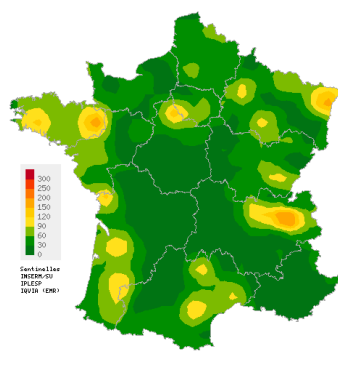 300
250
200
150
120
90
60
30
0
Sentinelles
INSERM/SU
IPLESP
IQVIA (EMR)